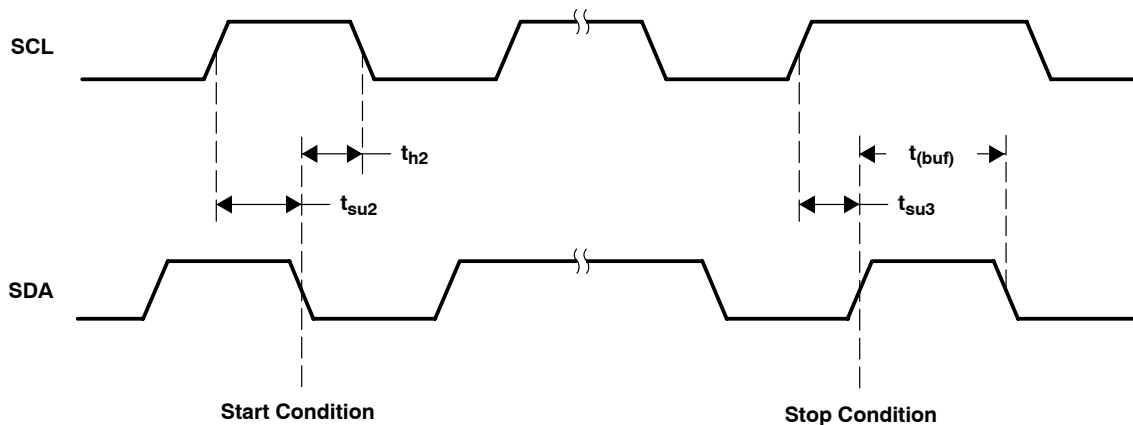 SCL
t(buf)
th2
tsu2
tsu3
SDA
Start Condition
Stop Condition